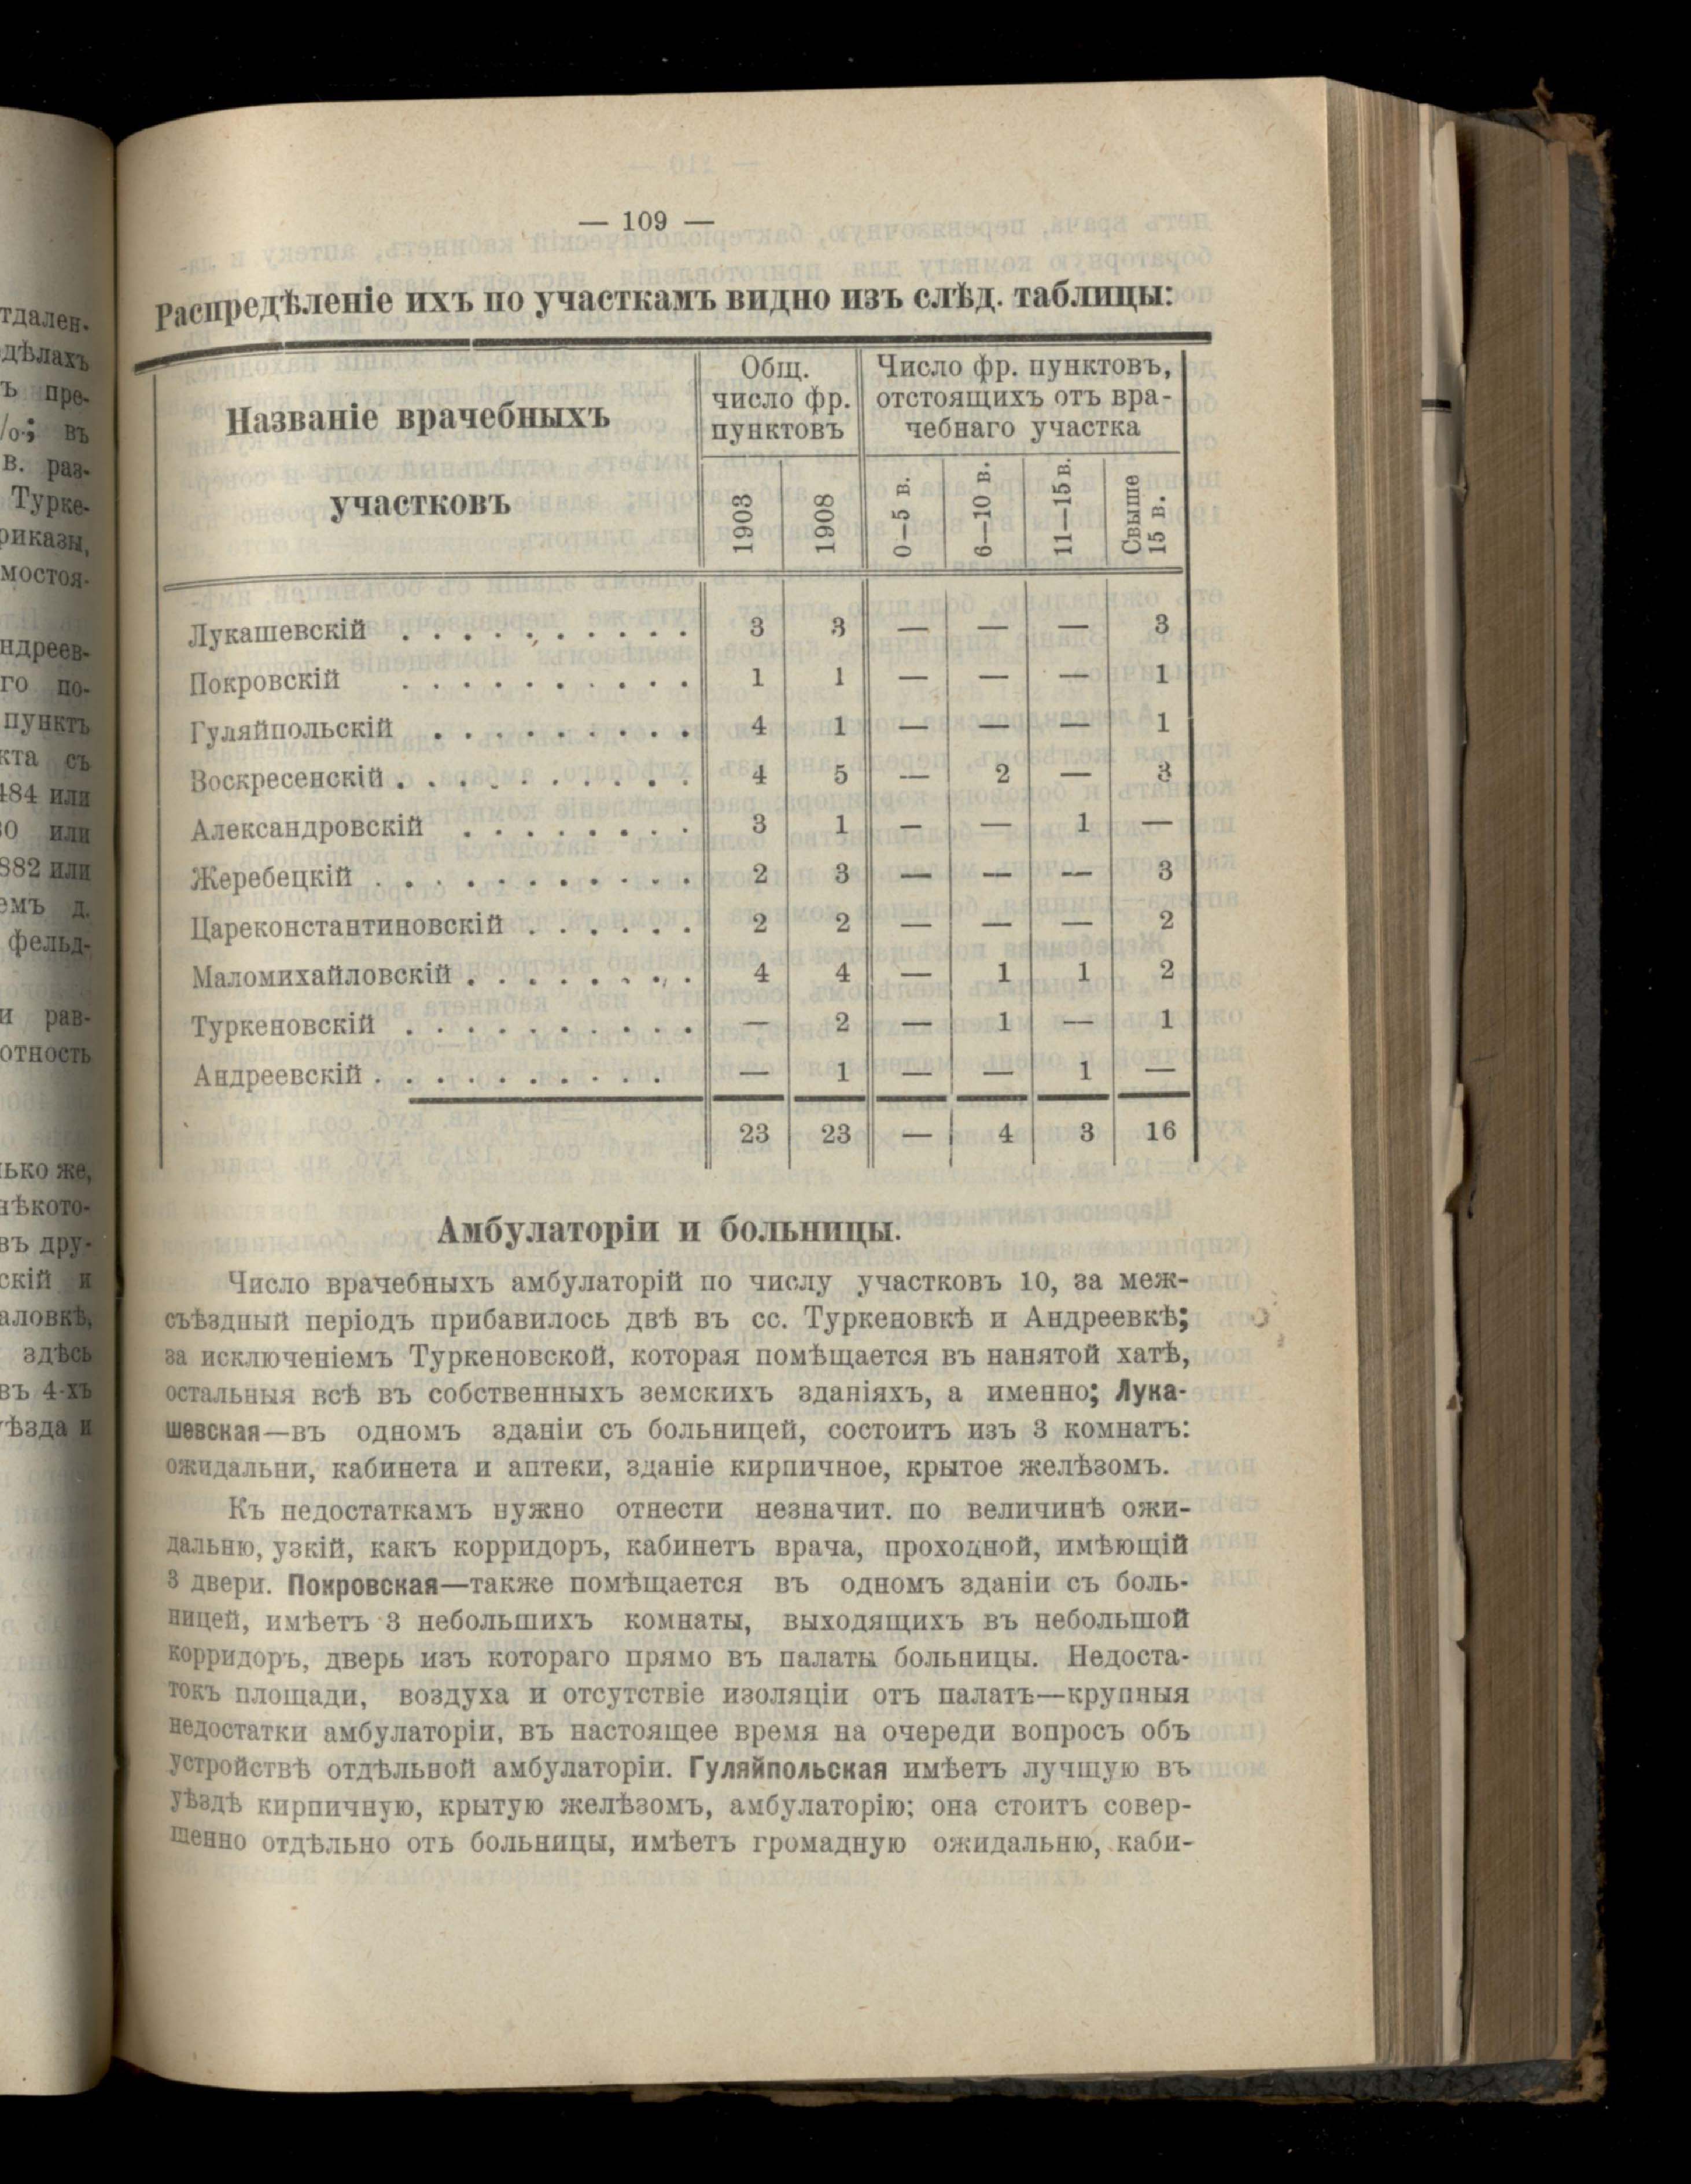 — 109 —
Распредѣленіе ихъ по участкамъ видно изъ слѣд. таблицы:
Названіе врачебныхъ участковъ
Общ. число фр. пунктовъ
Число фр. пунктовъ, отстоящихъ отъ вра-
чебнаго участка
1903 1908 0—5 в. 6—10 в. 11—15 в. Свыше 15 в.
Лукашевскій . . . . . . . . . . 3 3 — — — 3
Покровскій . . . . . . . . . . 1 1 — — — 1
Гуляйпольскій . . . . . . . . . 4 1 — — — 1
Воскресенскій . . . . . . . . . . 4 5 — 2 — 3
Александровскій . . . . . . . . 3 1 — — 1 —
Жеребецкій . . . . . . . . . . . 2 3 — — — 3
Цареконстантиновскій . . . . . . 2 2 — — — 2
Маломихайловскій . . . . . . . . 4 4 — 1 1 2
Туркеновскій . . . . . . . . . . — 2 — 1 — 1
Андреевскій . . . . . . . . . . — 1 — — 1 —
23 23 — 4 3 16
Амбулаторіи и больницы.
Число врачебныхъ амбулаторій по числу участковъ 10, за меж-
съѣздный періодъ прибавилось двѣ въ сс. Туркеновкѣ и Андреевкѣ;
за исключеніемъ Туркеновской, которая помѣщается въ нанятой хатѣ,
остальныя всѣ въ собственныхъ земскихъ зданіяхъ, а именно; Лука-
шевская—въ одномъ зданіи съ больницей, состоитъ изъ 3 комнатъ:
ожидальни, кабинета и аптеки, зданіе кирпичное, крытое желѣзомъ.
Къ недостаткамъ нужно отнести незначит. по величинѣ ожи-
дальню, узкій, какъ корридоръ, кабинетъ врача, проходной, имѣющій
3 двери. Покровская—также помѣщается въ одномъ зданіи съ боль-
ницей, имѣетъ 3 небольшихъ комнаты, выходящихъ въ небольшой
корридоръ, дверь изъ котораго прямо въ палаты больницы. Недоста-
токъ площади, воздуха и отсутствіе изоляціи отъ палатъ—крупныя
недостатки амбулаторіи, въ настоящее время на очереди вопросъ объ
устройствѣ отдѣльной амбулаторіи. Гуляйпольская имѣетъ лучшую въ
уѣздѣ кирпичную, крытую желѣзомъ, амбулаторію; она стоитъ совер-
шенно отдѣльно отъ больницы, имѣетъ громадную ожидальню, каби-